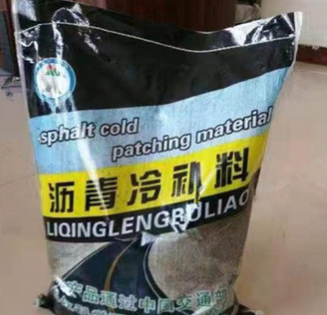 sphalt cold
patching material
沥青冷补料
LIQINGLENGBULIAO
产品通过中国交通部